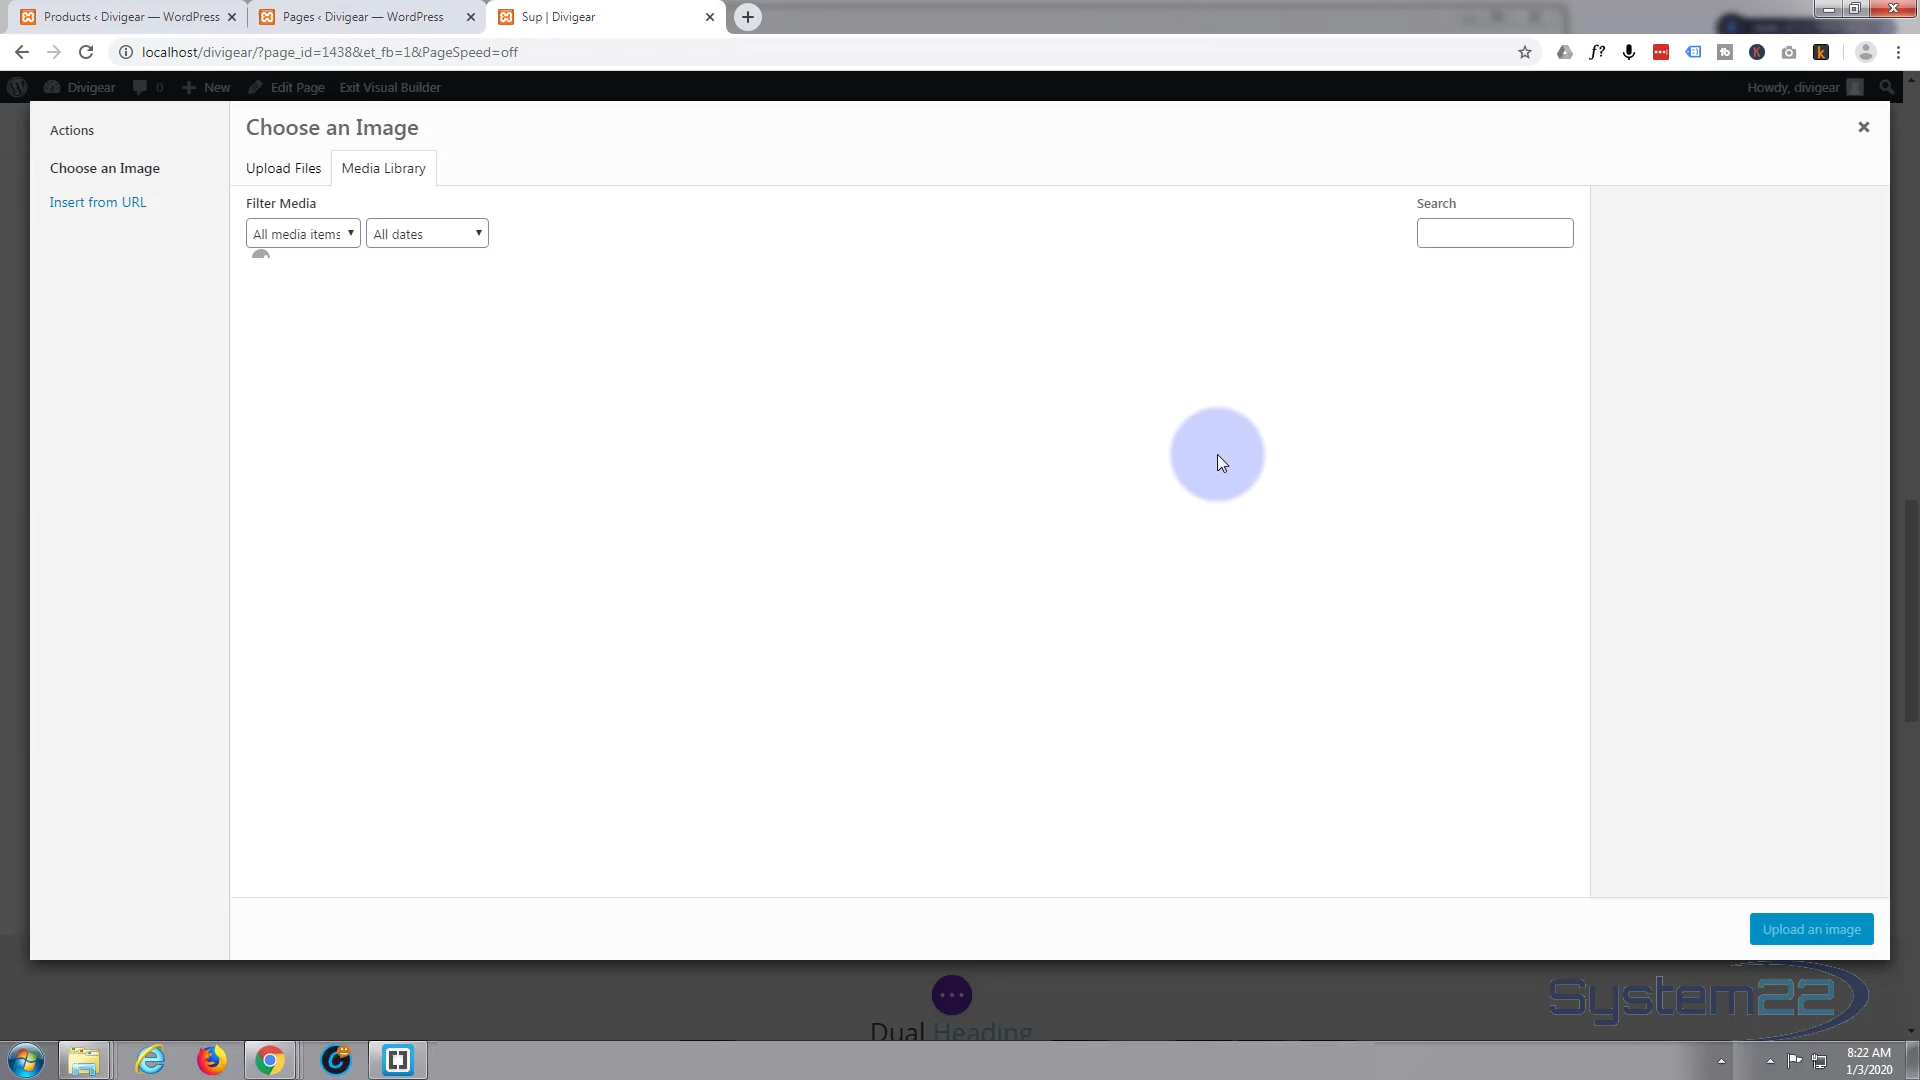 Products ‹ Divigear — WordPress
Pages ‹ Divigear — WordPress
Sup | Divigear
localhost/divigear/?page_id=1438&et_fb=1&PageSpeed=off
Divigear
0
New
Edit Page
Exit Visual Builder
Howdy, divigear
Actions
Choose an Image
Insert from URL
Choose an Image
Upload Files
Media Library
Filter Media
All media items
All dates
Search
Upload an image
Dual Heading
System22
8:22 AM
1/3/2020